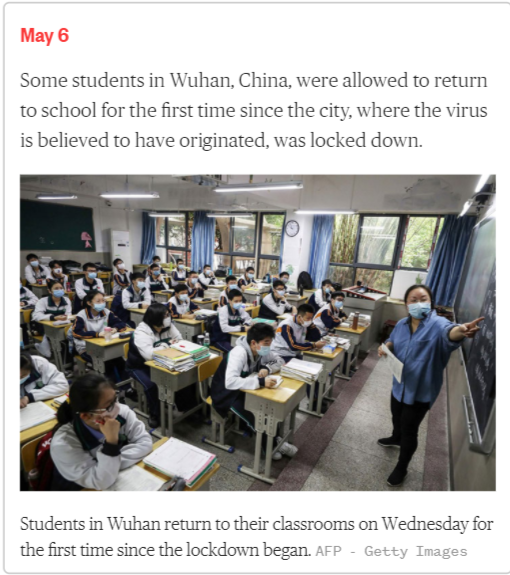 May 6
Some students in Wuhan, China, were allowed to return
to school for the first time since the city, where the virus
is believed to have originated, was locked down.
Students in Wuhan return to their classrooms on Wednesday for
the first time since the lockdown began. AFP - Getty Images